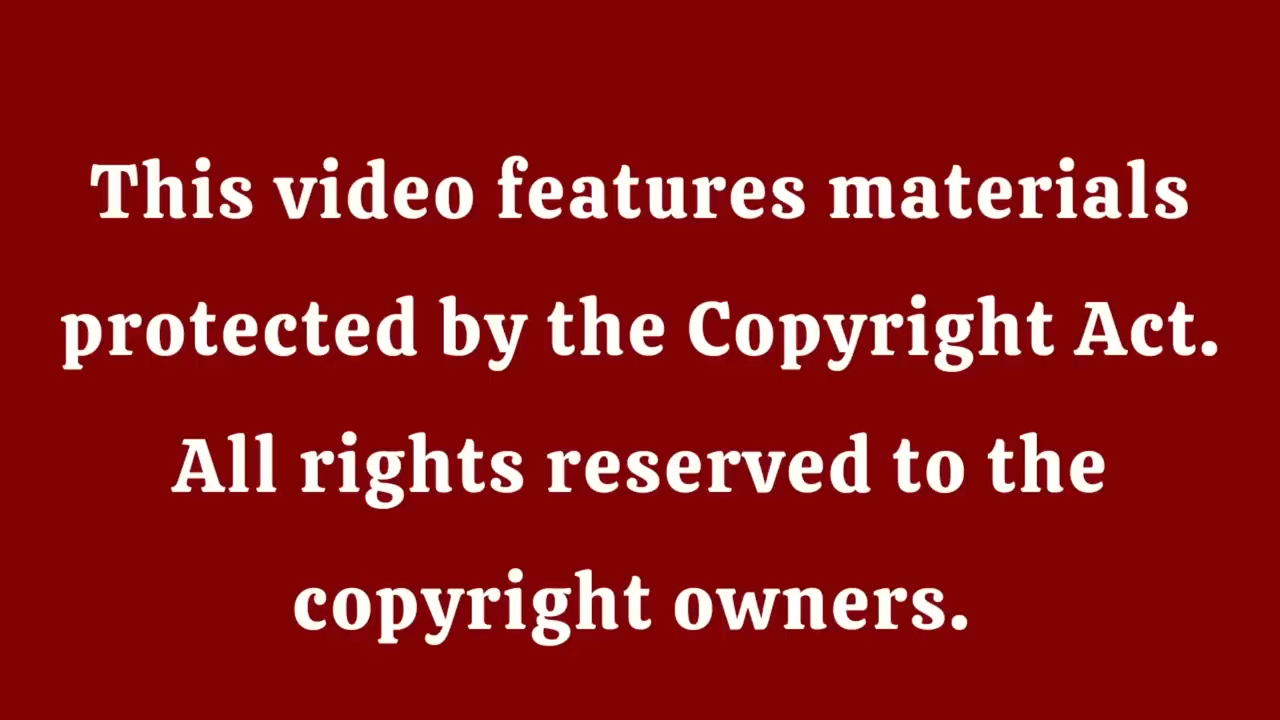 This video features materials
protected by the Copyright Act.
All rights reserved to the
copyright owners.